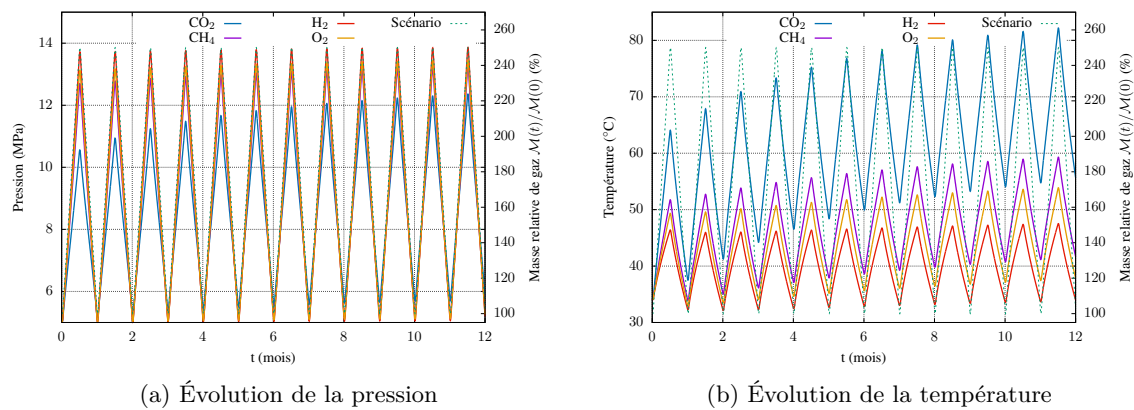 CO₂ H₂ Scénario
CH₄ O₂
14
12
10
8
6
0 2 4 6 8 10 12
260
240
220
200
180
160
140
120
100
Pression (MPa)
t (mois)
Masse relative de gaz ℳ(t)/ℳ(0) (%)
(a) Évolution de la pression
CO₂ H₂ Scénario
CH₄ O₂
80
70
60
50
40
30
0 2 4 6 8 10 12
260
240
220
200
180
160
140
120
100
Température (°C)
t (mois)
Masse relative de gaz ℳ(t)/ℳ(0) (%)
(b) Évolution de la température